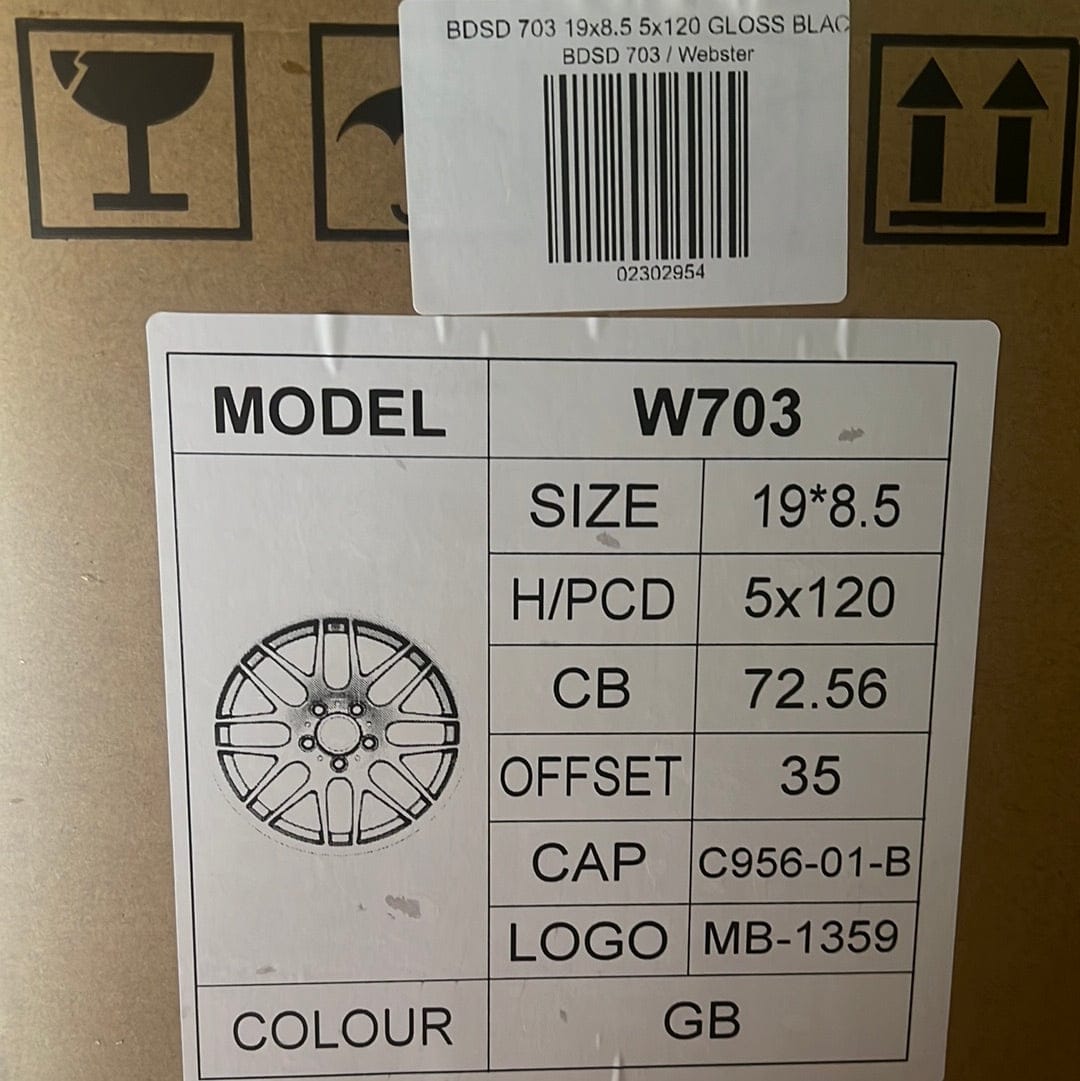 BDSD 703 19x8.5 5x120 GLOSS BLAC
BDSD 703 / Webster
02302954
MODEL W703
SIZE 19*8.5
H/PCD 5x120
CB 72.56
OFFSET 35
CAP C956-01-B
LOGO MB-1359
COLOUR GB